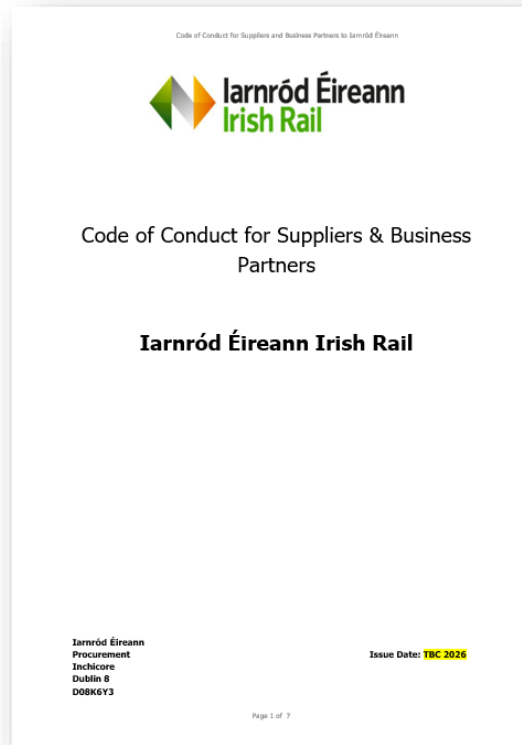 Code of Conduct for Suppliers and Business Partners to Iarnród Éireann
Iarnród Éireann
Irish Rail
Code of Conduct for Suppliers & Business
Partners
Iarnród Éireann Irish Rail
Iarnród Éireann
Procurement
Inchicore
Dublin 8
D08K6Y3
Issue Date: TBC 2026
Page 1 of 7